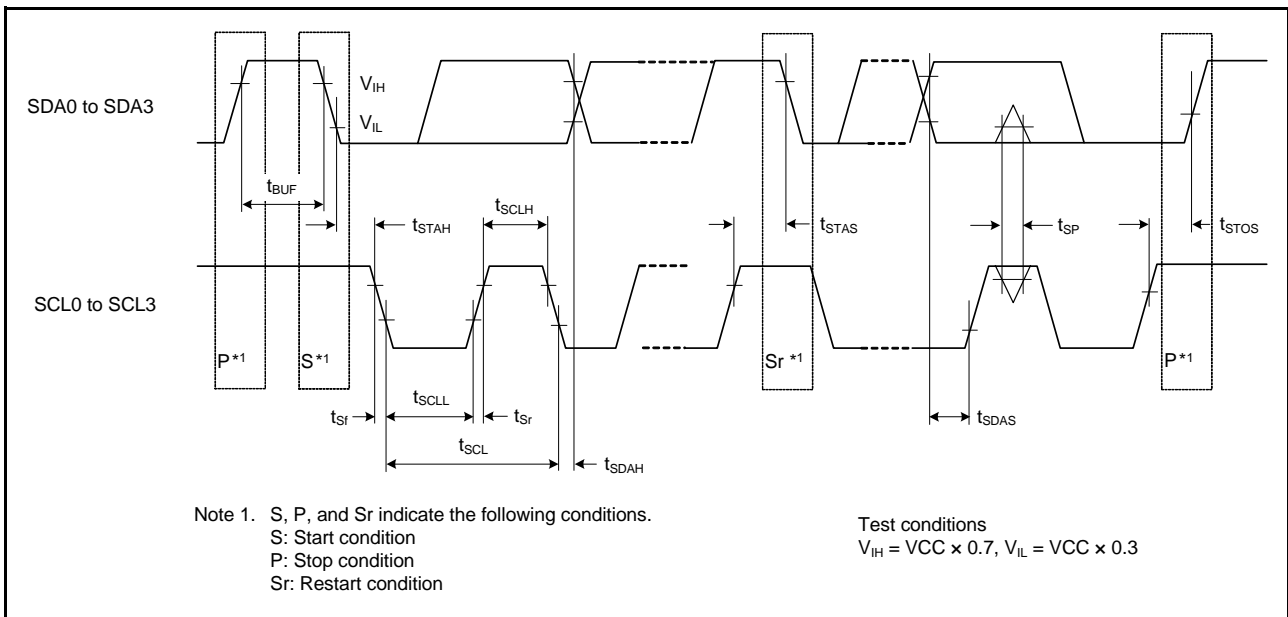 SDA0 to SDA3
VIH
VIL
tBUF
tSTAH
tSCLH
tSTAS
tSP
tSTOS
SCL0 to SCL3
P*1
S*1
Sr *1
P*1
tSf
tSCLL
tSr
tSDAS
tSCL
tSDAH
Note 1. S, P, and Sr indicate the following conditions.
S: Start condition
P: Stop condition
Sr: Restart condition
Test conditions
VIH = VCC × 0.7, VIL = VCC × 0.3